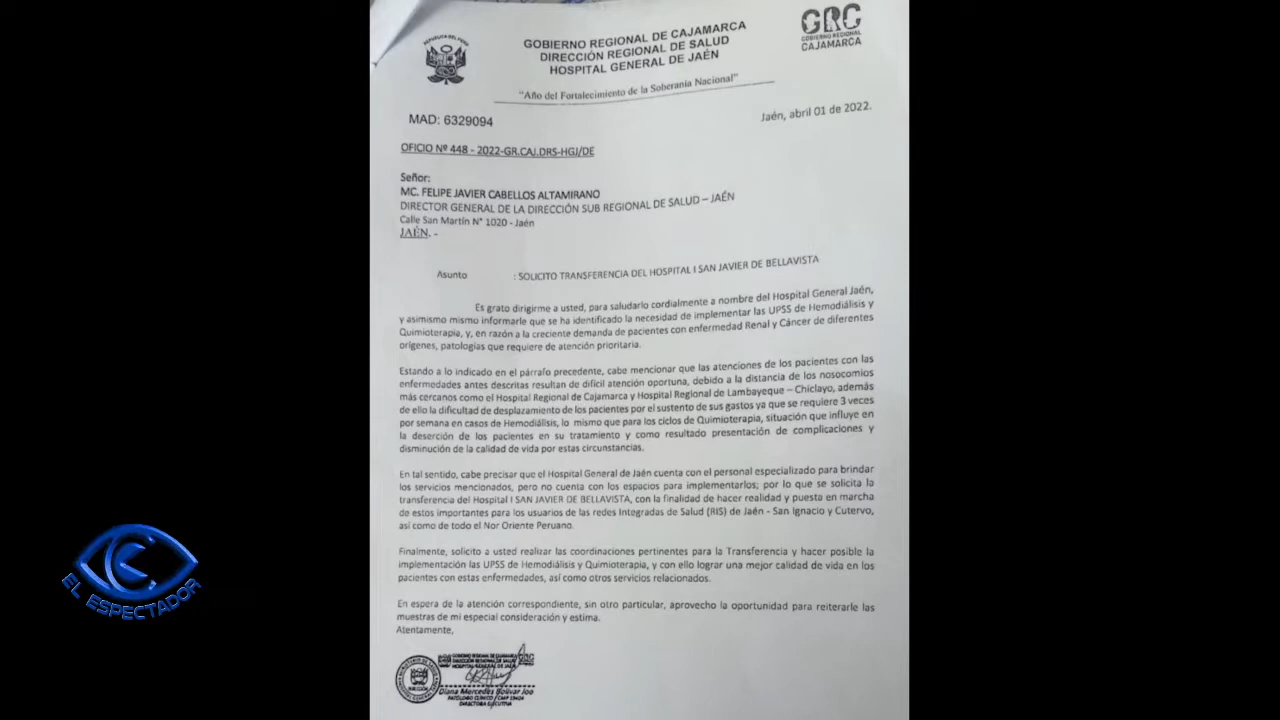 REPUBLICA DEL PERU
GOBIERNO REGIONAL DE CAJAMARCA
DIRECCIÓN REGIONAL DE SALUD
HOSPITAL GENERAL DE JAÉN
"Año del Fortalecimiento de la Soberanía Nacional"
GRC
GOBIERNO REGIONAL
CAJAMARCA
MAD: 6329094
Jaén, abril 01 de 2022.
OFICIO Nº 448 - 2022-GR.CAJ.DRS-HGJ/DE
Señor:
MC. FELIPE JAVIER CABELLOS ALTAMIRANO
DIRECTOR GENERAL DE LA DIRECCIÓN SUB REGIONAL DE SALUD – JAÉN
Calle San Martín N° 1020 - Jaén
JAÉN. -
Asunto : SOLICITO TRANSFERENCIA DEL HOSPITAL I SAN JAVIER DE BELLAVISTA
Es grato dirigirme a usted, para saludarlo cordialmente a nombre del Hospital General Jaén,
y asimismo mismo informarle que se ha identificado la necesidad de implementar las UPSS de Hemodiálisis y
Quimioterapia, y, en razón a la creciente demanda de pacientes con enfermedad Renal y Cáncer de diferentes
orígenes, patologías que requiere de atención prioritaria.
Estando a lo indicado en el párrafo precedente, cabe mencionar que las atenciones de los pacientes con las
enfermedades antes descritas resultan de difícil atención oportuna, debido a la distancia de los nosocomios
más cercanos como el Hospital Regional de Cajamarca y Hospital Regional de Lambayeque – Chiclayo, además
de ello la dificultad de desplazamiento de los pacientes por el sustento de sus gastos ya que se requiere 3 veces
por semana en casos de Hemodiálisis, lo mismo que para los ciclos de Quimioterapia, situación que influye en
la deserción de los pacientes en su tratamiento y como resultado presentación de complicaciones y
disminución de la calidad de vida por estas circunstancias.
En tal sentido, cabe precisar que el Hospital General de Jaén cuenta con el personal especializado para brindar
los servicios mencionados, pero no cuenta con los espacios para implementarlos; por lo que se solicita la
transferencia del Hospital I SAN JAVIER DE BELLAVISTA, con la finalidad de hacer realidad y puesta en marcha
de estos importantes para los usuarios de las redes Integradas de Salud (RIS) de Jaén - San Ignacio y Cutervo,
así como de todo el Nor Oriente Peruano.
Finalmente, solicito a usted realizar las coordinaciones pertinentes para la Transferencia y hacer posible la
implementación las UPSS de Hemodiálisis y Quimioterapia, y con ello lograr una mejor calidad de vida en los
pacientes con estas enfermedades, así como otros servicios relacionados.
En espera de la atención correspondiente, sin otro particular, aprovecho la oportunidad para reiterarle las
muestras de mi especial consideración y estima.
Atentamente,
GOBIERNO REGIONAL DE CAJAMARCA
DIRECCIÓN REGIONAL DE SALUD
HOSPITAL GENERAL DE JAÉN
GRC
Diana Mercedes Bolivar Joo
PATÓLOGO CLÍNICO
DIRECTORA EJECUTIVA
EL ESPECTADOR